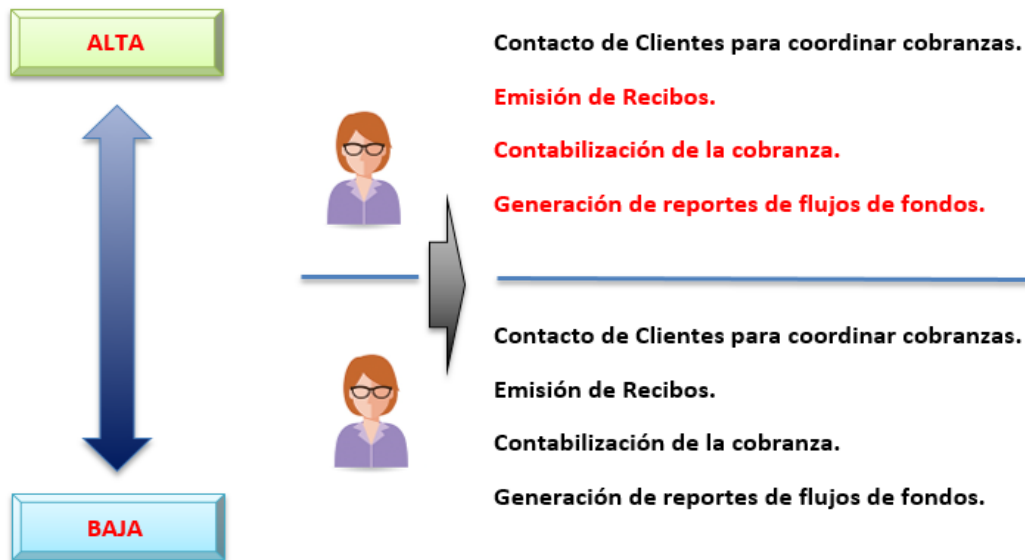 ALTA
Contacto de Clientes para coordinar cobranzas.
Emisión de Recibos.
Contabilización de la cobranza.
Generación de reportes de flujos de fondos.
Contacto de Clientes para coordinar cobranzas.
Emisión de Recibos.
Contabilización de la cobranza.
Generación de reportes de flujos de fondos.
BAJA